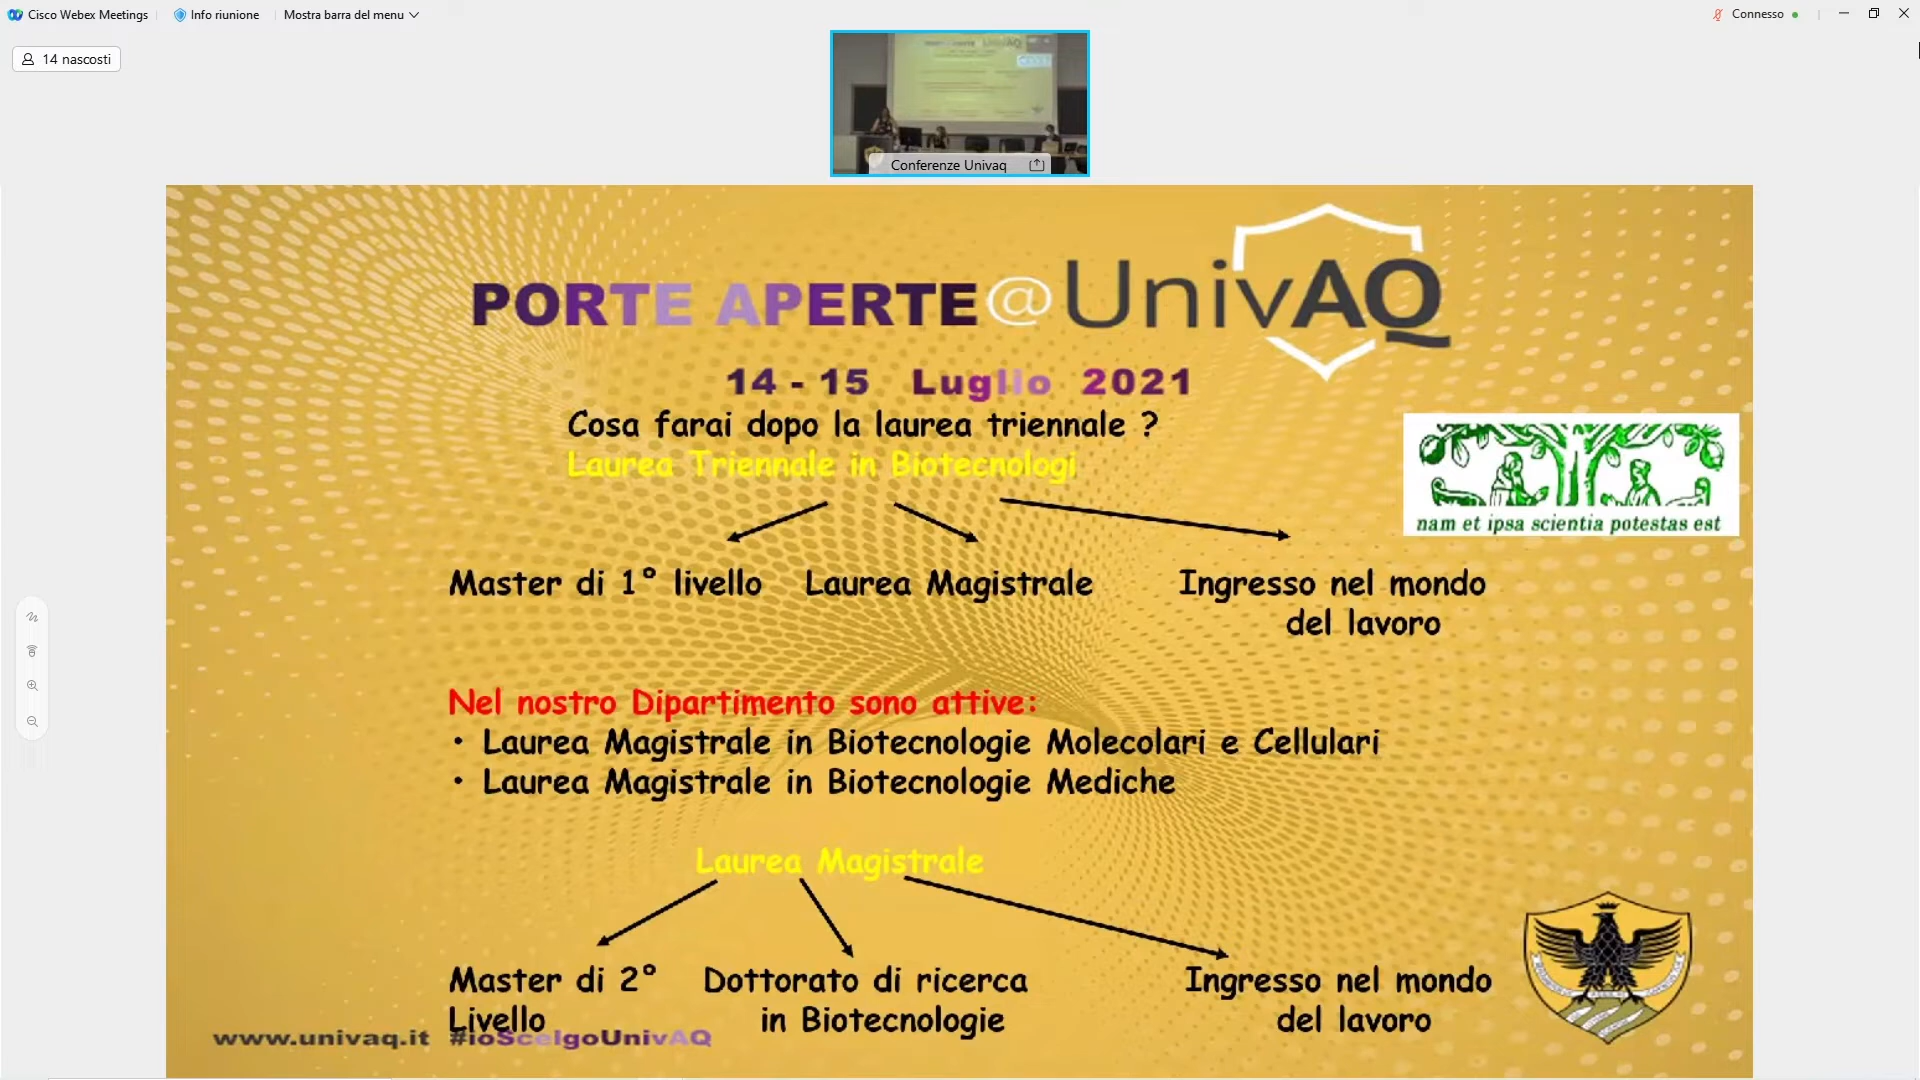 Cisco Webex Meetings
Info riunione
Mostra barra del menu
Connesso
14 nascosti
UnivAQ
Conferenze Univaq
PORTE APERTE@UnivAQ
14 - 15 Luglio 2021
Cosa farai dopo la laurea triennale ?
Laurea Triennale in Biotecnologi
nam et ipsa scientia potestas est
Master di 1° livello
Laurea Magistrale
Ingresso nel mondo
del lavoro
Nel nostro Dipartimento sono attive:
• Laurea Magistrale in Biotecnologie Molecolari e Cellulari
• Laurea Magistrale in Biotecnologie Mediche
Laurea Magistrale
Master di 2°
Livello
Dottorato di ricerca
in Biotecnologie
Ingresso nel mondo
del lavoro
www.univaq.it #ioScelgoUnivAQ